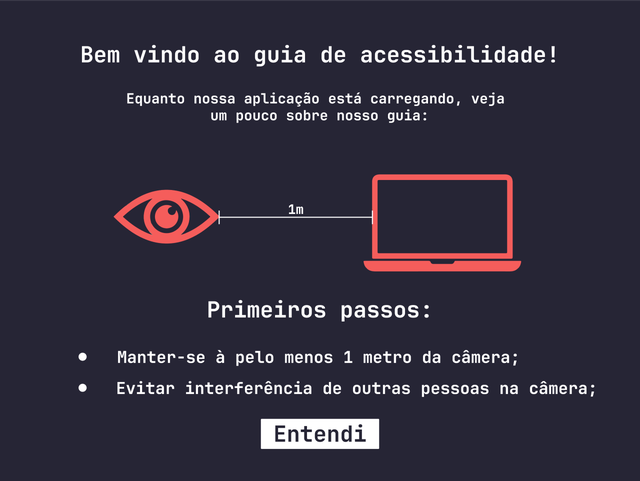 Bem vindo ao guia de acessibilidade!
Equanto nossa aplicação está carregando, veja
um pouco sobre nosso guia:
1m
Primeiros passos:
● Manter-se à pelo menos 1 metro da câmera;
● Evitar interferência de outras pessoas na câmera;
Entendi